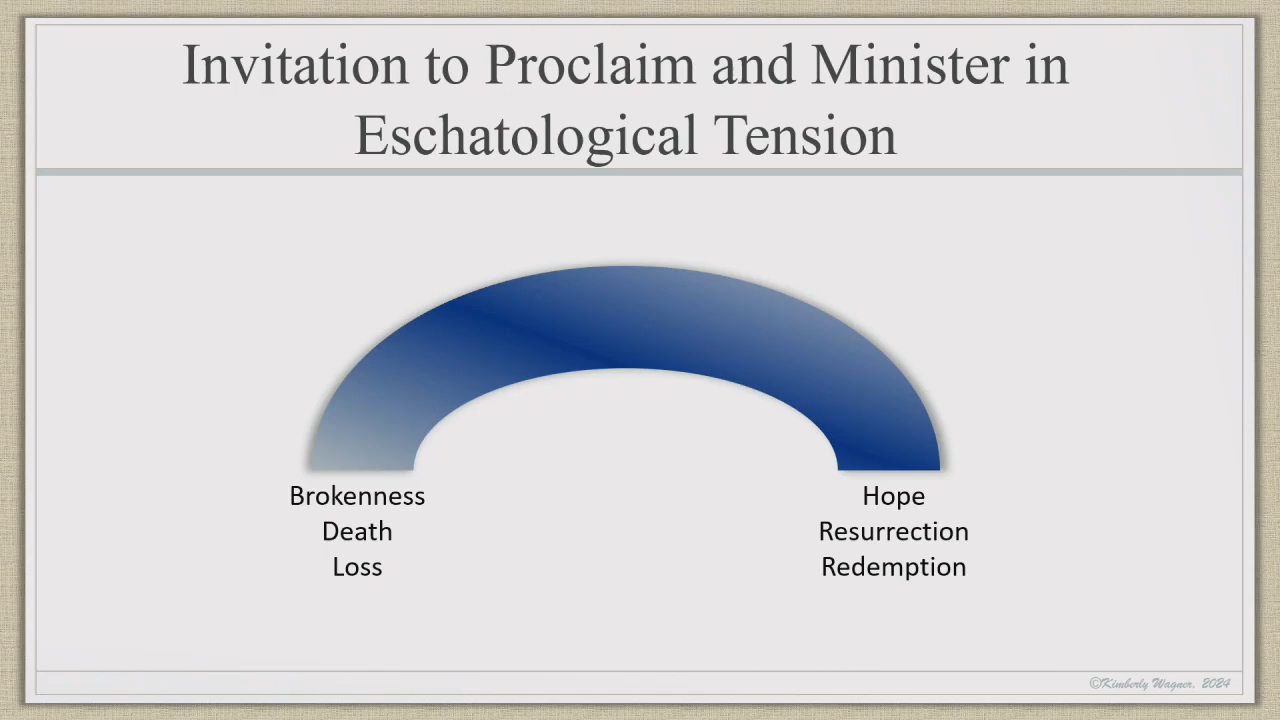 Invitation to Proclaim and Minister in
Eschatological Tension
Brokenness
Death
Loss
Hope
Resurrection
Redemption
©Kimberly Wagner, 2024